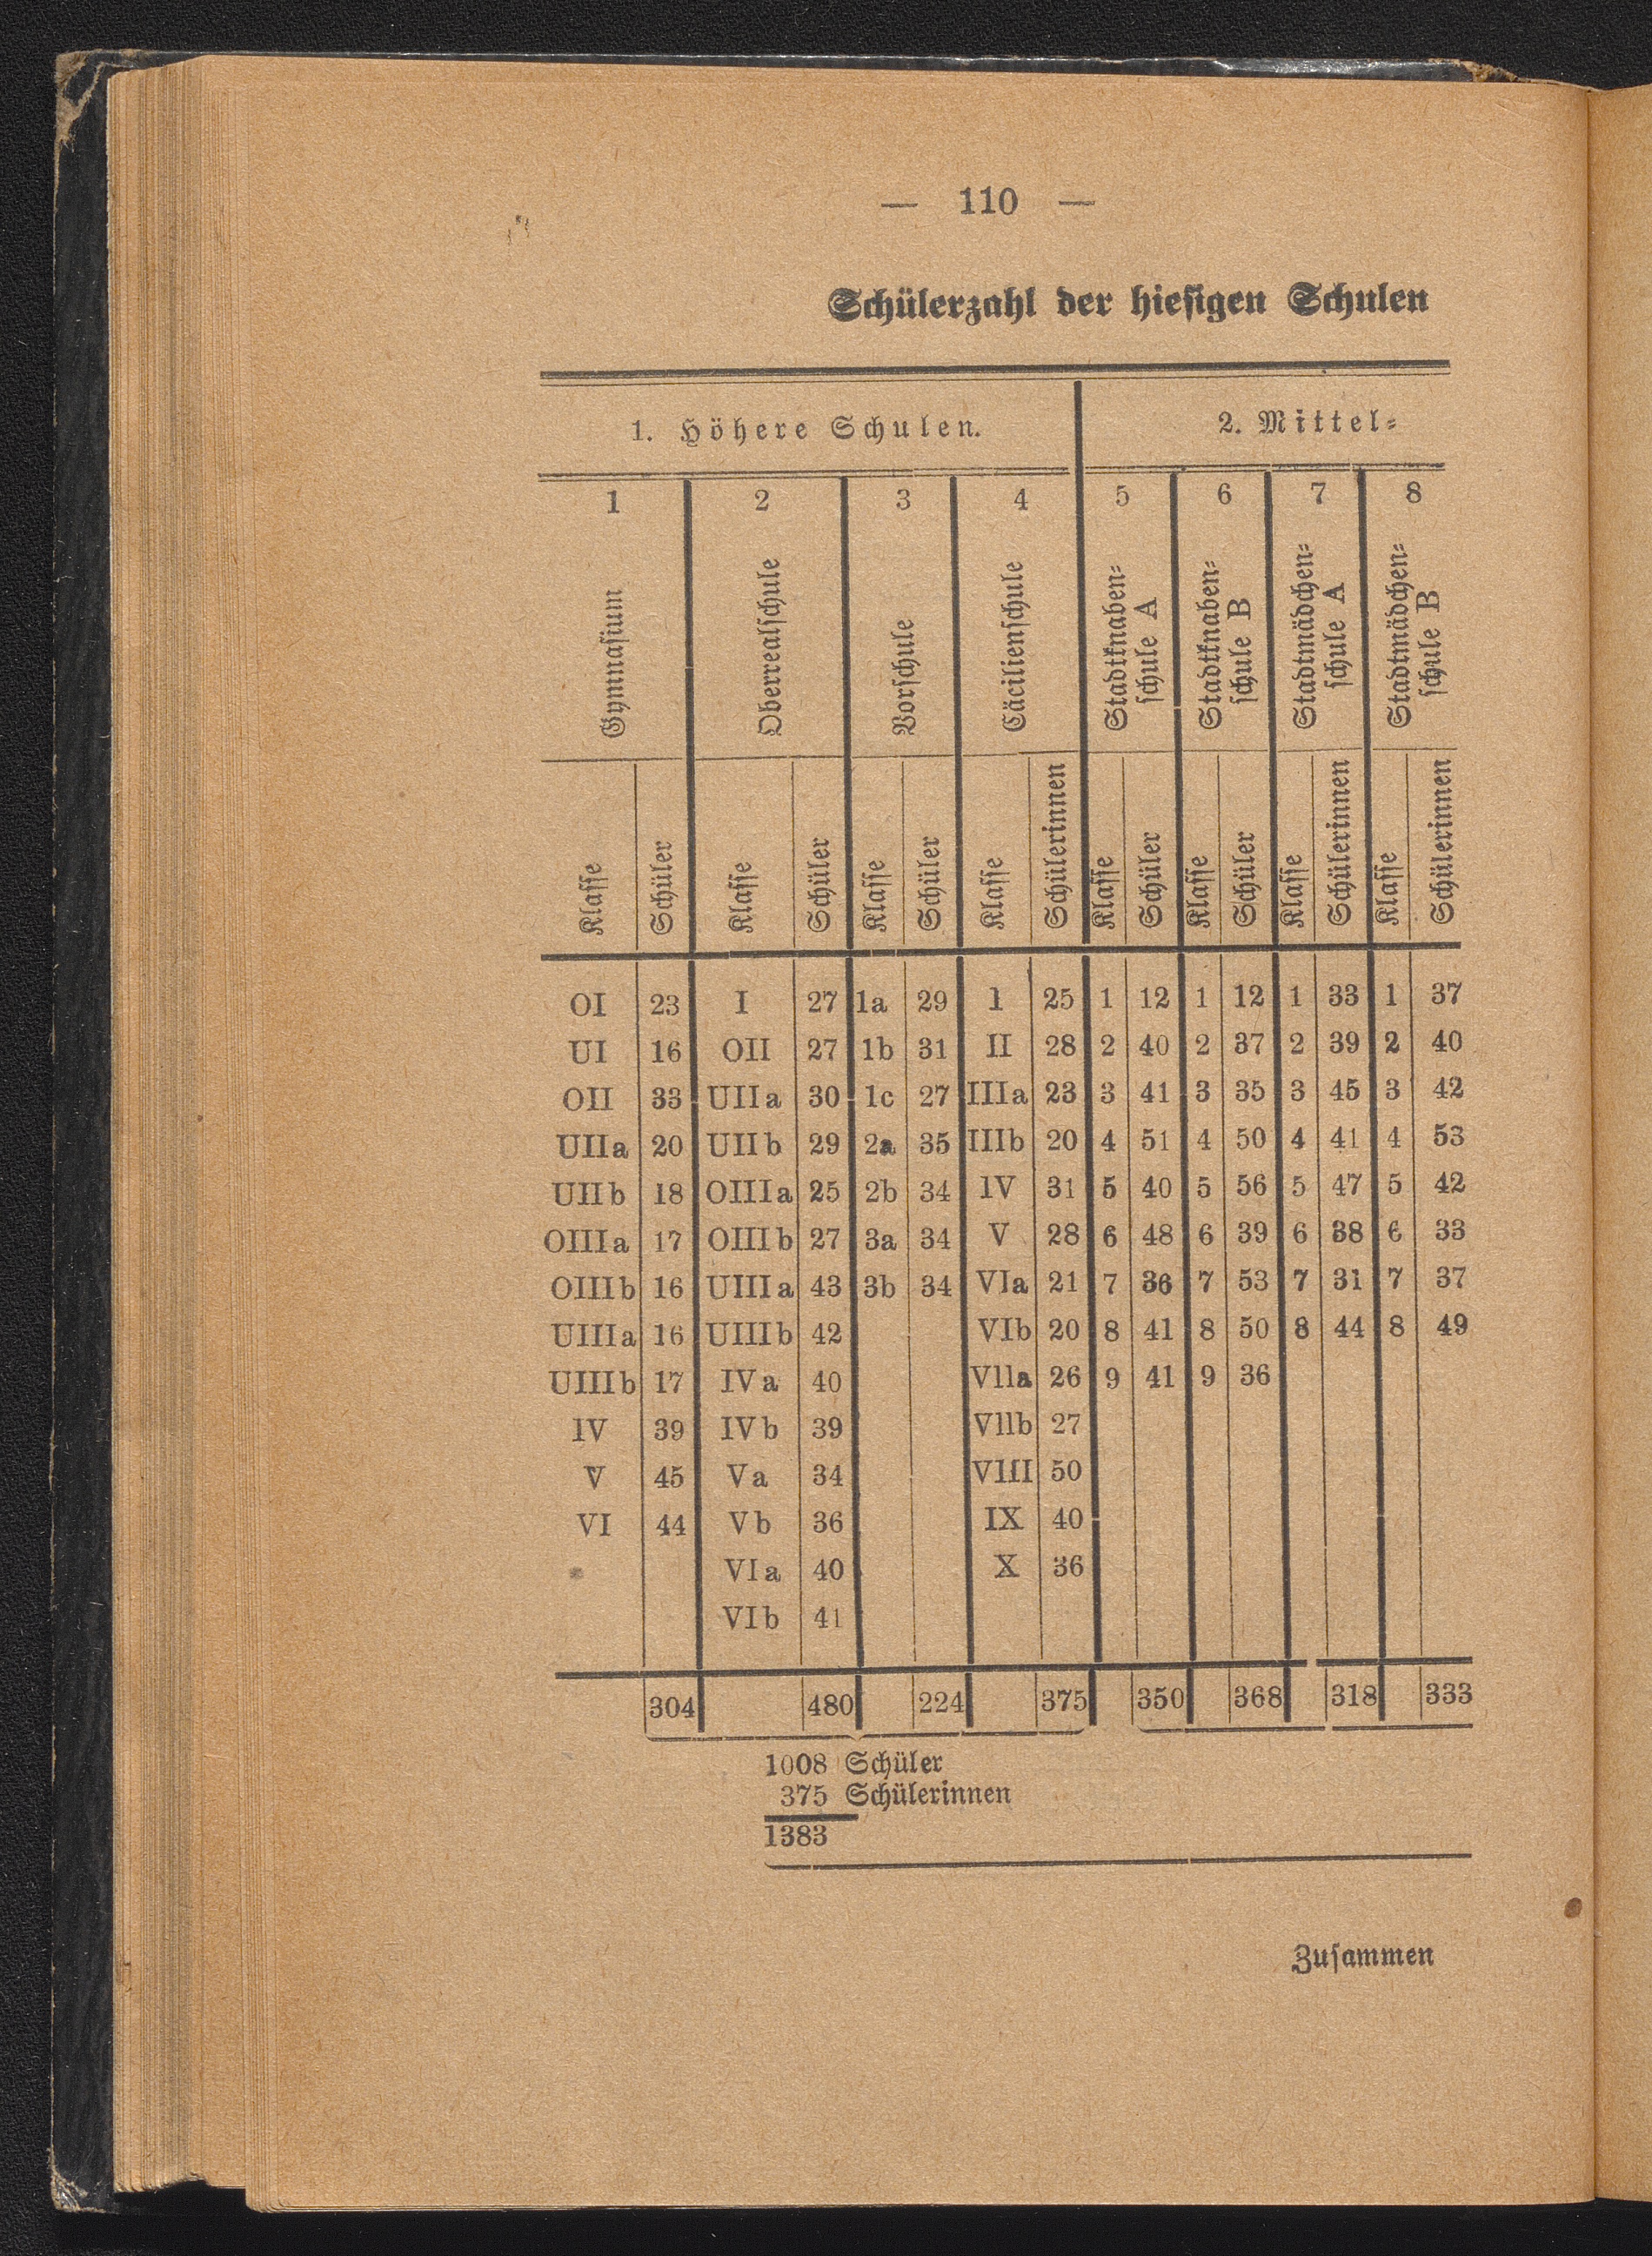 — 110 —
Schülerzahl der hiesigen Schulen
1. Höhere Schulen. 2. Mittel=
1 2 3 4 5 6 7 8
Gymnasium Oberrealschule Vorschule Cäcilienschule Stadtknaben=schule A Stadtknaben=schule B Stadtmädchen=schule A Stadtmädchen=schule B
Klasse Schüler Klasse Schüler Klasse Schüler Klasse Schülerinnen Klasse Schüler Klasse Schüler Klasse Schülerinnen Klasse Schülerinnen
OI 23 I 27 1a 29 I 25 1 12 1 12 1 33 1 37
UI 16 OII 27 1b 31 II 28 2 40 2 37 2 39 2 40
OII 33 UIIa 30 1c 27 IIIa 23 3 41 3 35 3 45 3 42
UIIa 20 UIIb 29 2a 35 IIIb 20 4 51 4 50 4 41 4 53
UIIb 18 OIIIa 25 2b 34 IV 31 5 40 5 56 5 47 5 42
OIIIa 17 OIIIb 27 3a 34 V 28 6 48 6 39 6 38 6 33
OIIIb 16 UIIIa 43 3b 34 VIa 21 7 36 7 53 7 31 7 37
UIIIa 16 UIIIb 42 VIb 20 8 41 8 50 8 44 8 49
UIIIb 17 IVa 40 VIIa 26 9 41 9 36
IV 39 IVb 39 VIIb 27
V 45 Va 34 VIII 50
VI 44 Vb 36 IX 40
VIa 40 X 36
VIb 41
304 480 224 375 350 368 318 333
1008 Schüler
375 Schülerinnen
1383
Zusammen